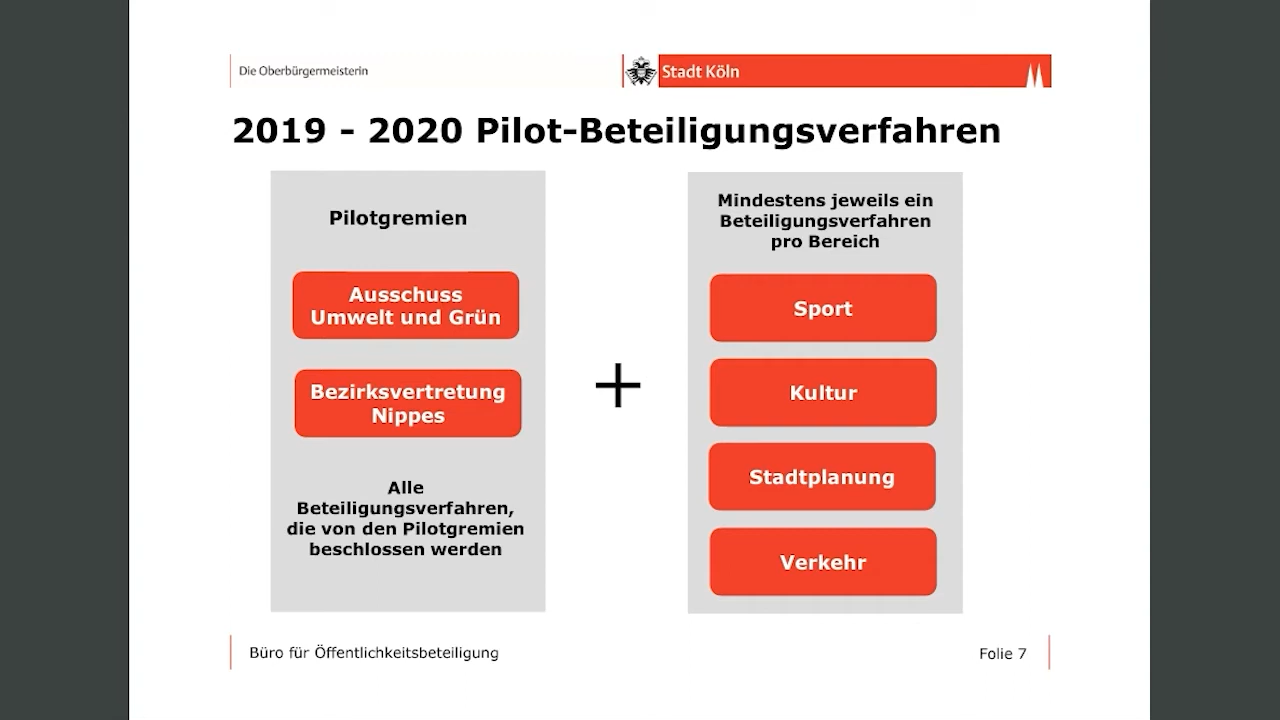 Die Oberbürgermeisterin
Stadt Köln
2019 - 2020 Pilot-Beteiligungsverfahren
Pilotgremien
Ausschuss
Umwelt und Grün
Bezirksvertretung
Nippes
Alle
Beteiligungsverfahren,
die von den Pilotgremien
beschlossen werden
+
Mindestens jeweils ein
Beteiligungsverfahren
pro Bereich
Sport
Kultur
Stadtplanung
Verkehr
Büro für Öffentlichkeitsbeteiligung
Folie 7